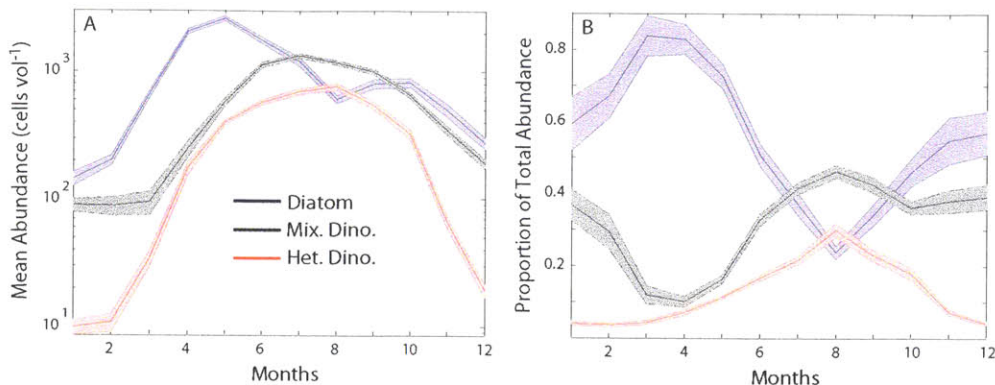 A
Mean Abundance (cells vol⁻¹)
10³
10²
10¹
Diatom
Mix. Dino.
Het. Dino.
2 4 6 8 10 12
Months
B
Proportion of Total Abundance
0.8
0.6
0.4
0.2
2 4 6 8 10 12
Months